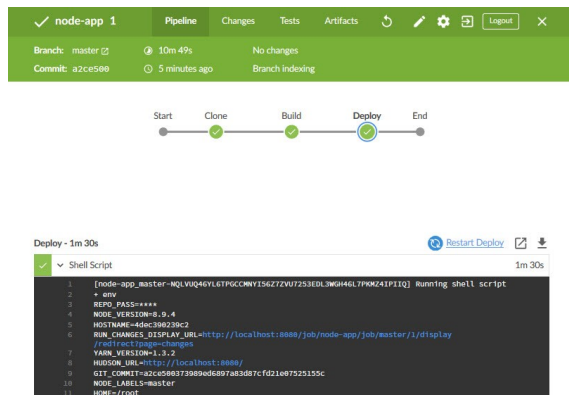 node-app 1
Pipeline Changes Tests Artifacts Logout
Branch: master 10m 49s No changes
Commit: a2ce500 5 minutes ago Branch indexing
Start Clone Build Deploy End
Deploy - 1m 30s Restart Deploy
Shell Script 1m 30s
1 [node-app_master-NQLVUQ46YL6TPGCCMNYI56Z7ZVU7253EDL3WGH46L7PKMZ4IPIIQ] Running shell script
2 + env
3 REPO_PASS=****
4 NODE_VERSION=8.9.4
5 HOSTNAME=4dec390239c2
6 RUN_CHANGES_DISPLAY_URL=http://localhost:8080/job/node-app/job/master/1/display
/redirect?page=changes
7 YARN_VERSION=1.3.2
8 HUDSON_URL=http://localhost:8080/
9 GIT_COMMIT=a2ce500373989ed6897a83d87cfd21e07525155c
10 NODE_LABELS=master
11 HOME=/root